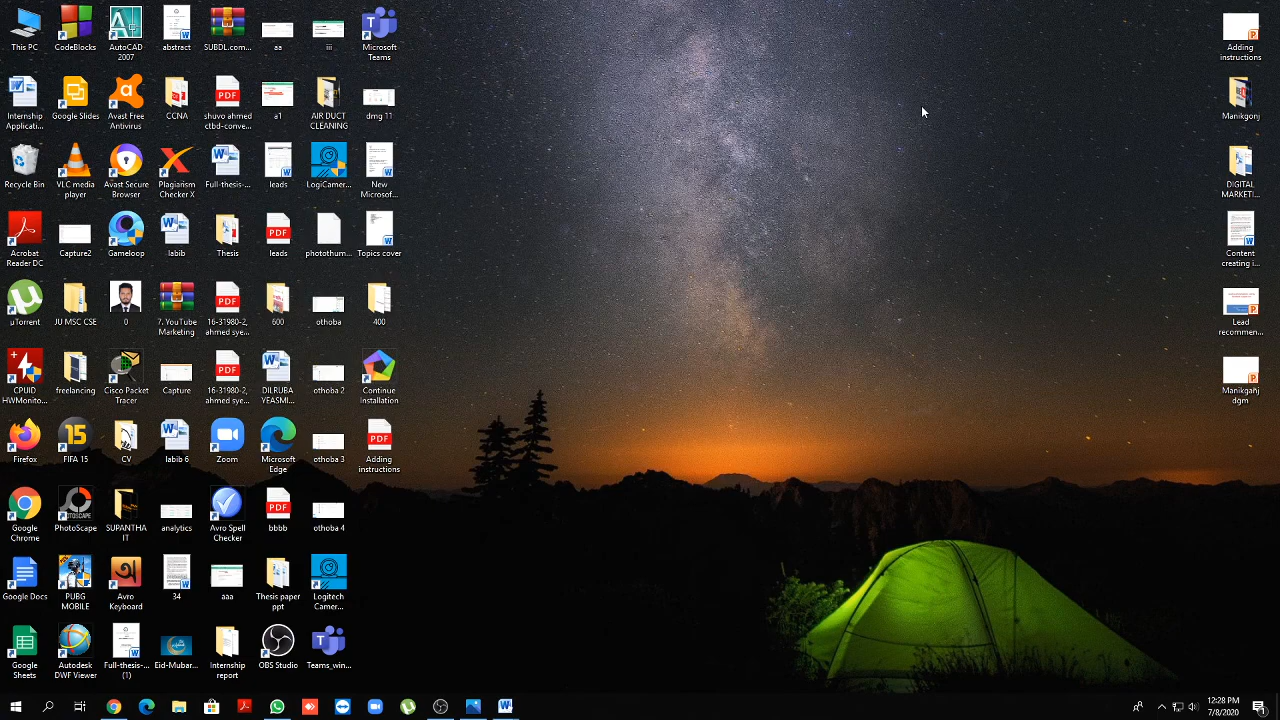 CodeBlocks
AutoCAD
2007
abstract
SUBDL.com...
aa
iii
Microsoft
Teams
Adding
instructions
Internship
Applicati...
Google Slides
Avast Free
Antivirus
CCNA
shuvo ahmed
ctbd-conve...
a1
AIR DUCT
CLEANING
dmg 11
Manikgonj
Recycle Bin
VLC media
player
Avast Secure
Browser
Plagiarism
Checker X
Full-thesis-...
leads
LogiCamer...
New
Microsof...
DIGITAL
MARKETI...
Acrobat
Reader DC
Capture2
Gameloop
labib
Thesis
leads
photothum...
Topics cover
Content
creating i...
µTorrent
JU MSC CSE
0
7. YouTube
Marketing
16-31980-2,
ahmed sye...
600
othoba
400
Lead
recommen...
CPUID
HWMonito...
freelancing
Cisco Packet
Tracer
Capture
16-31980-2,
ahmed sye...
DILRUBA
YEASMI...
othoba 2
Continue
Installation
Manikgañj
dgm
Firefox
FIFA 15
CV
labib 6
Zoom
Microsoft
Edge
othoba 3
Adding
instructions
Google
Chrome
PhotoScape
SUPANTHA
IT
analytics
Avro Spell
Checker
bbbb
othoba 4
Google Docs
PUBG
MOBILE
Avro
Keyboard
34
aaa
Thesis paper
ppt
Logitech
Camer...
Google
Sheets
Autodesk
DWF Viewer
Full-thesis-...
(1)
Eid-Mubar...
Internship
report
OBS Studio
Teams_win...
12:28 PM